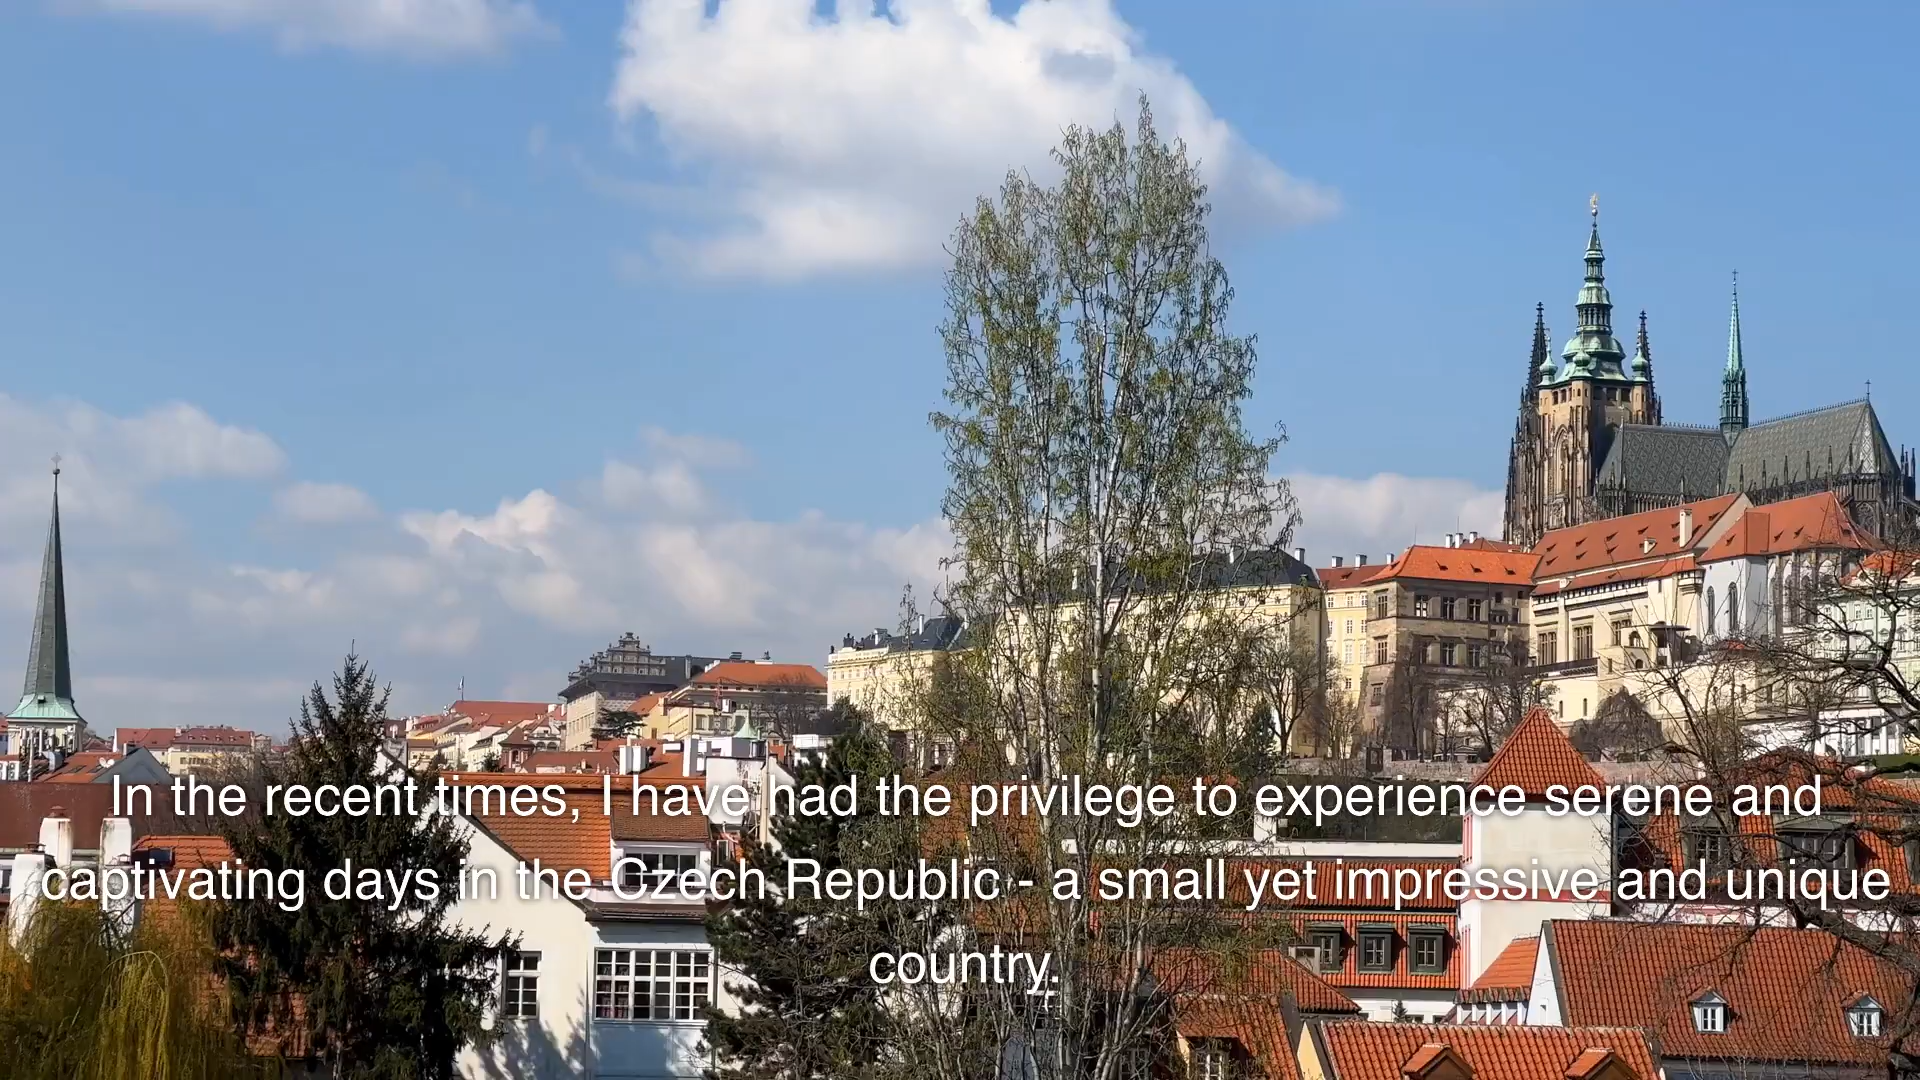 In the recent times, I have had the privilege to experience serene and
captivating days in the Czech Republic - a small yet impressive and unique
country.